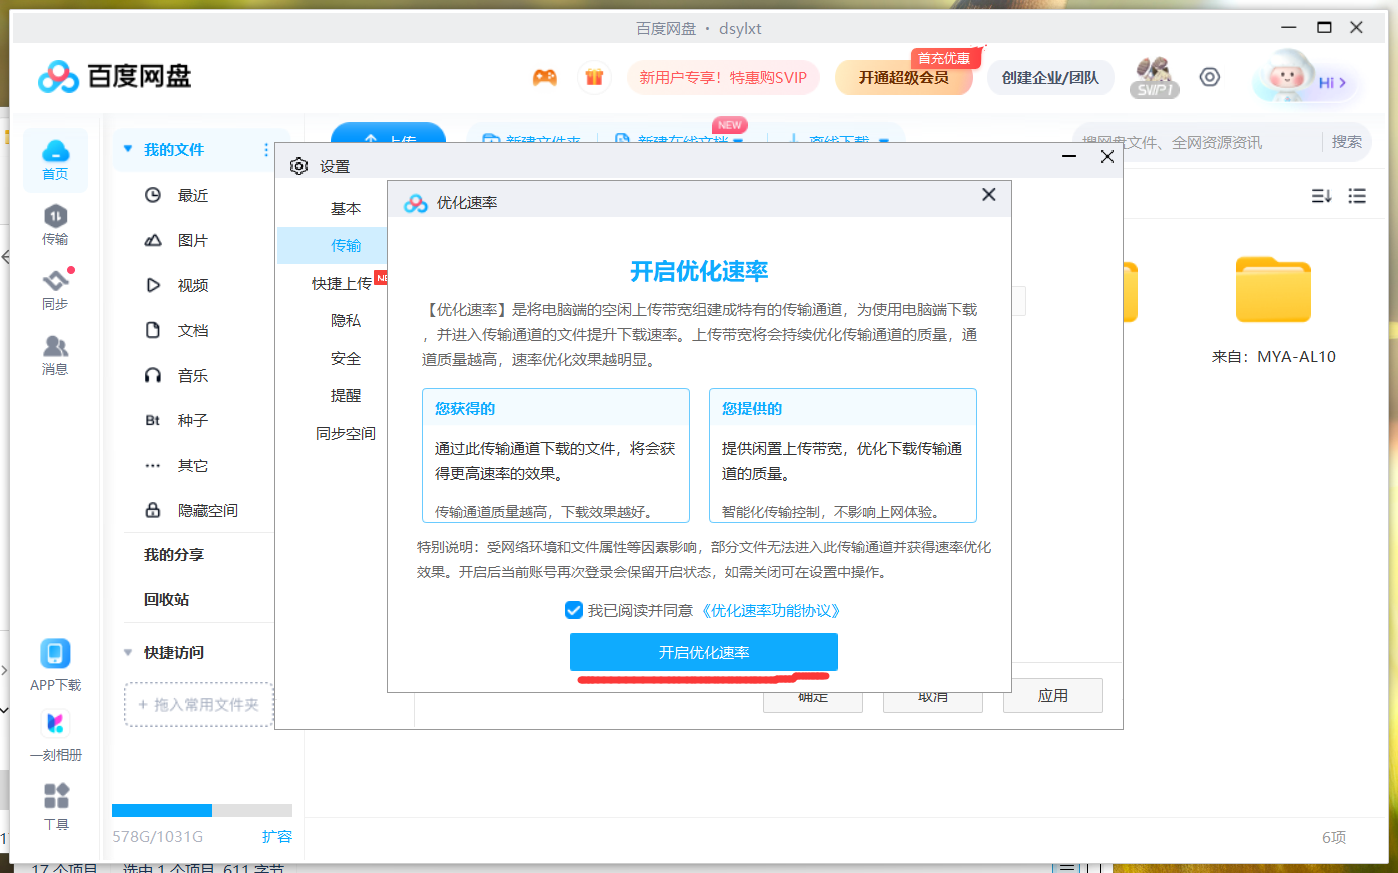 百度网盘 · dsylxt
百度网盘
新用户专享！特惠购SVIP
首充优惠
开通超级会员
创建企业/团队
SVIP1
Hi >
首页
传输
同步
消息
APP下载
一刻相册
工具
我的文件
最近
图片
视频
文档
音乐
Bt 种子
其它
隐藏空间
我的分享
回收站
快捷访问
+ 拖入常用文件夹
578G/1031G 扩容
上传
新建文件夹
NEW
新建在线文档
离线下载
搜网盘文件、全网资源资讯 搜索
来自：MYA-AL10
6项
设置
基本
传输
快捷上传
隐私
安全
提醒
同步空间
优化速率
开启优化速率
【优化速率】是将电脑端的空闲上传带宽组建成特有的传输通道，为使用电脑端下载
，并进入传输通道的文件提升下载速率。上传带宽将会持续优化传输通道的质量，通
道质量越高，速率优化效果越明显。
您获得的
通过此传输通道下载的文件，将会获
得更高速率的效果。
传输通道质量越高，下载效果越好。
您提供的
提供闲置上传带宽，优化下载传输通
道的质量。
智能化传输控制，不影响上网体验。
特别说明：受网络环境和文件属性等因素影响，部分文件无法进入此传输通道并获得速率优化
效果。开启后当前账号再次登录会保留开启状态，如需关闭可在设置中操作。
我已阅读并同意《优化速率功能协议》
开启优化速率
确定 取消 应用
17 个项目 选中 1 个项目 611 字节